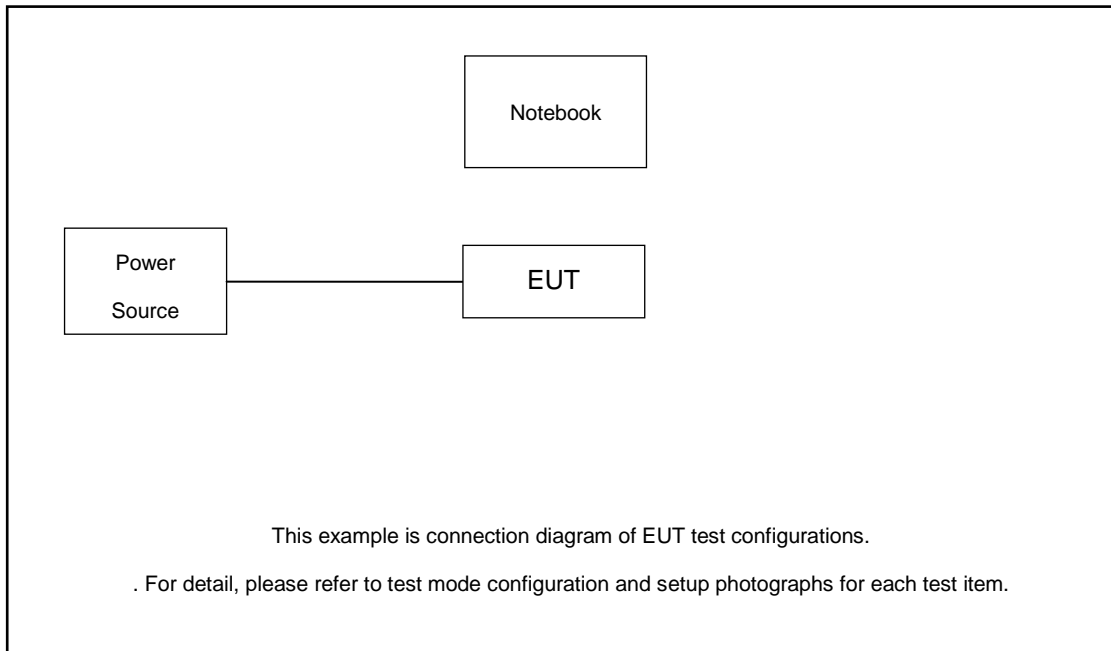 Notebook
Power
Source
EUT
This example is connection diagram of EUT test configurations.
. For detail, please refer to test mode configuration and setup photographs for each test item.